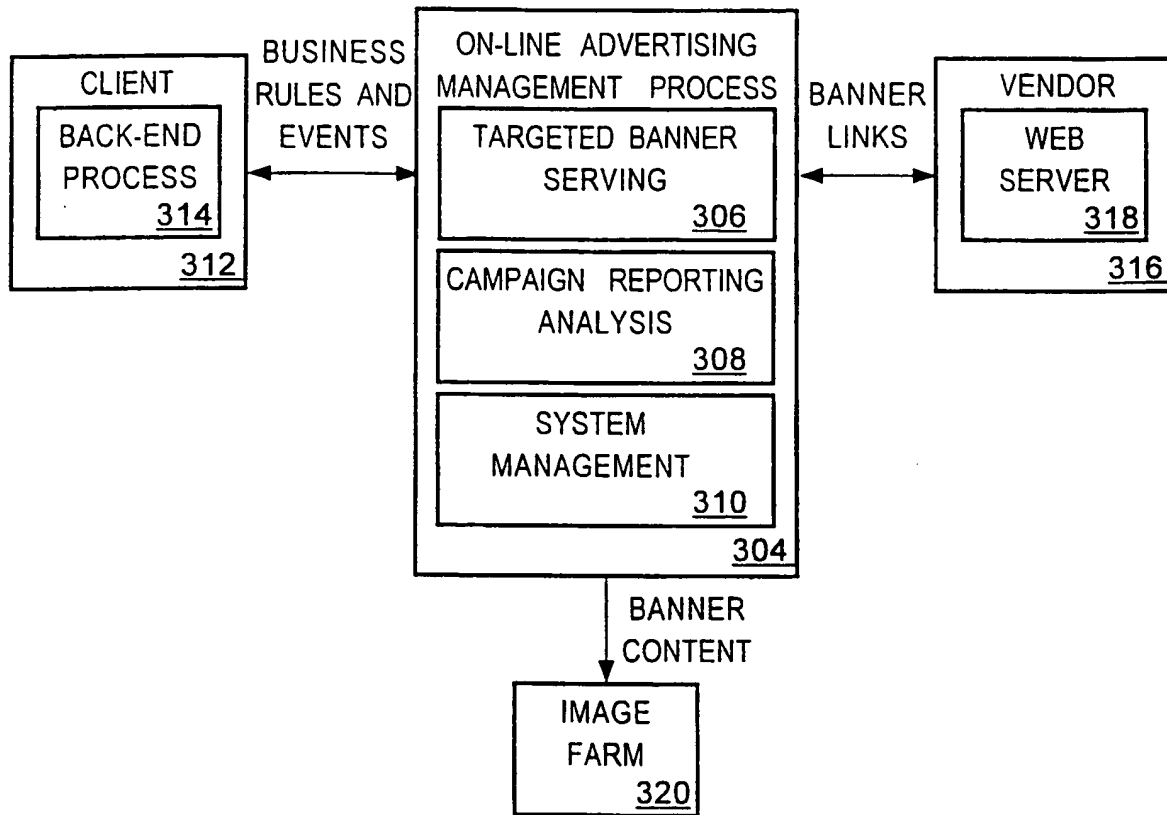 CLIENT
BACK-END
PROCESS
314
312
BUSINESS
RULES AND
EVENTS
ON-LINE ADVERTISING
MANAGEMENT PROCESS
TARGETED BANNER
SERVING
306
CAMPAIGN REPORTING
ANALYSIS
308
SYSTEM
MANAGEMENT
310
304
BANNER
LINKS
VENDOR
WEB
SERVER
318
316
BANNER
CONTENT
IMAGE
FARM
320